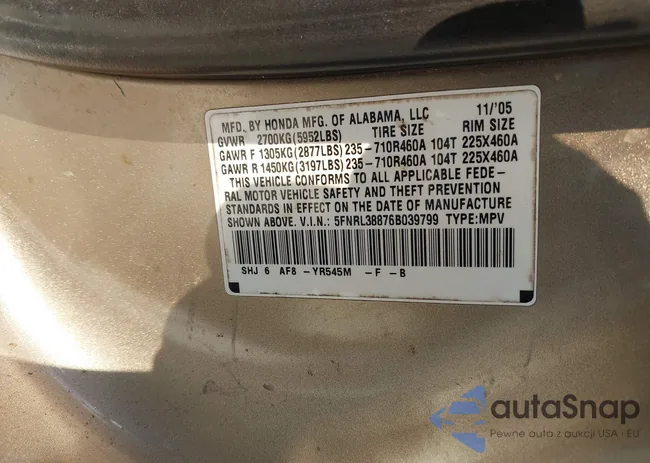 MFD. BY HONDA MFG. OF ALABAMA, LLC 11/'05
GVWR 2700KG(5952LBS) TIRE SIZE RIM SIZE
GAWR F 1305KG(2877LBS) 235-710R460A 104T 225X460A
GAWR R 1450KG(3197LBS) 235-710R460A 104T 225X460A
THIS VEHICLE CONFORMS TO ALL APPLICABLE FEDE-
RAL MOTOR VEHICLE SAFETY AND THEFT PREVENTION
STANDARDS IN EFFECT ON THE DATE OF MANUFACTURE
SHOWN ABOVE. V.I.N.: 5FNRL38876B039799 TYPE:MPV
SHJ 6 AF8 -YR545M -F -B
autaSnap
Pewne auta z aukcji USA i EU